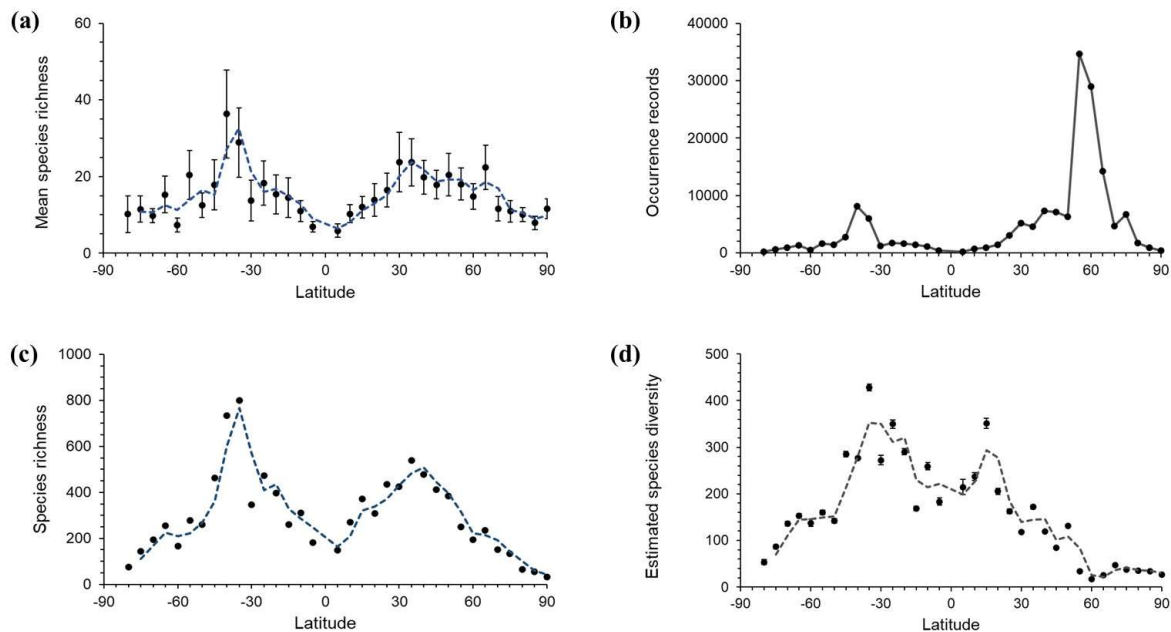 (a)
Mean species richness
60
40
20
0
-90 -60 -30 0 30 60 90
Latitude
(b)
Occurrence records
40000
30000
20000
10000
0
-90 -60 -30 0 30 60 90
Latitude
(c)
Species richness
1000
800
600
400
200
0
-90 -60 -30 0 30 60 90
Latitude
(d)
Estimated species diversity
500
400
300
200
100
0
-90 -60 -30 0 30 60 90
Latitude